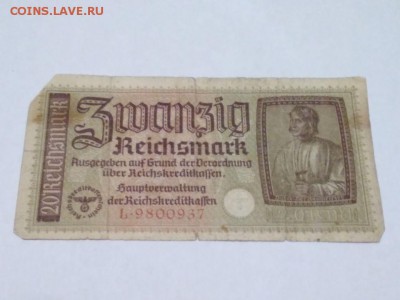 COINS.LAVE.RU
Zwanzig
Reichsmark
Ausgegeben auf Grund der Verordnung
über Reichskreditkassen.
Hauptverwaltung
der Reichskreditkassen
L·9800937
20 Reichsmark